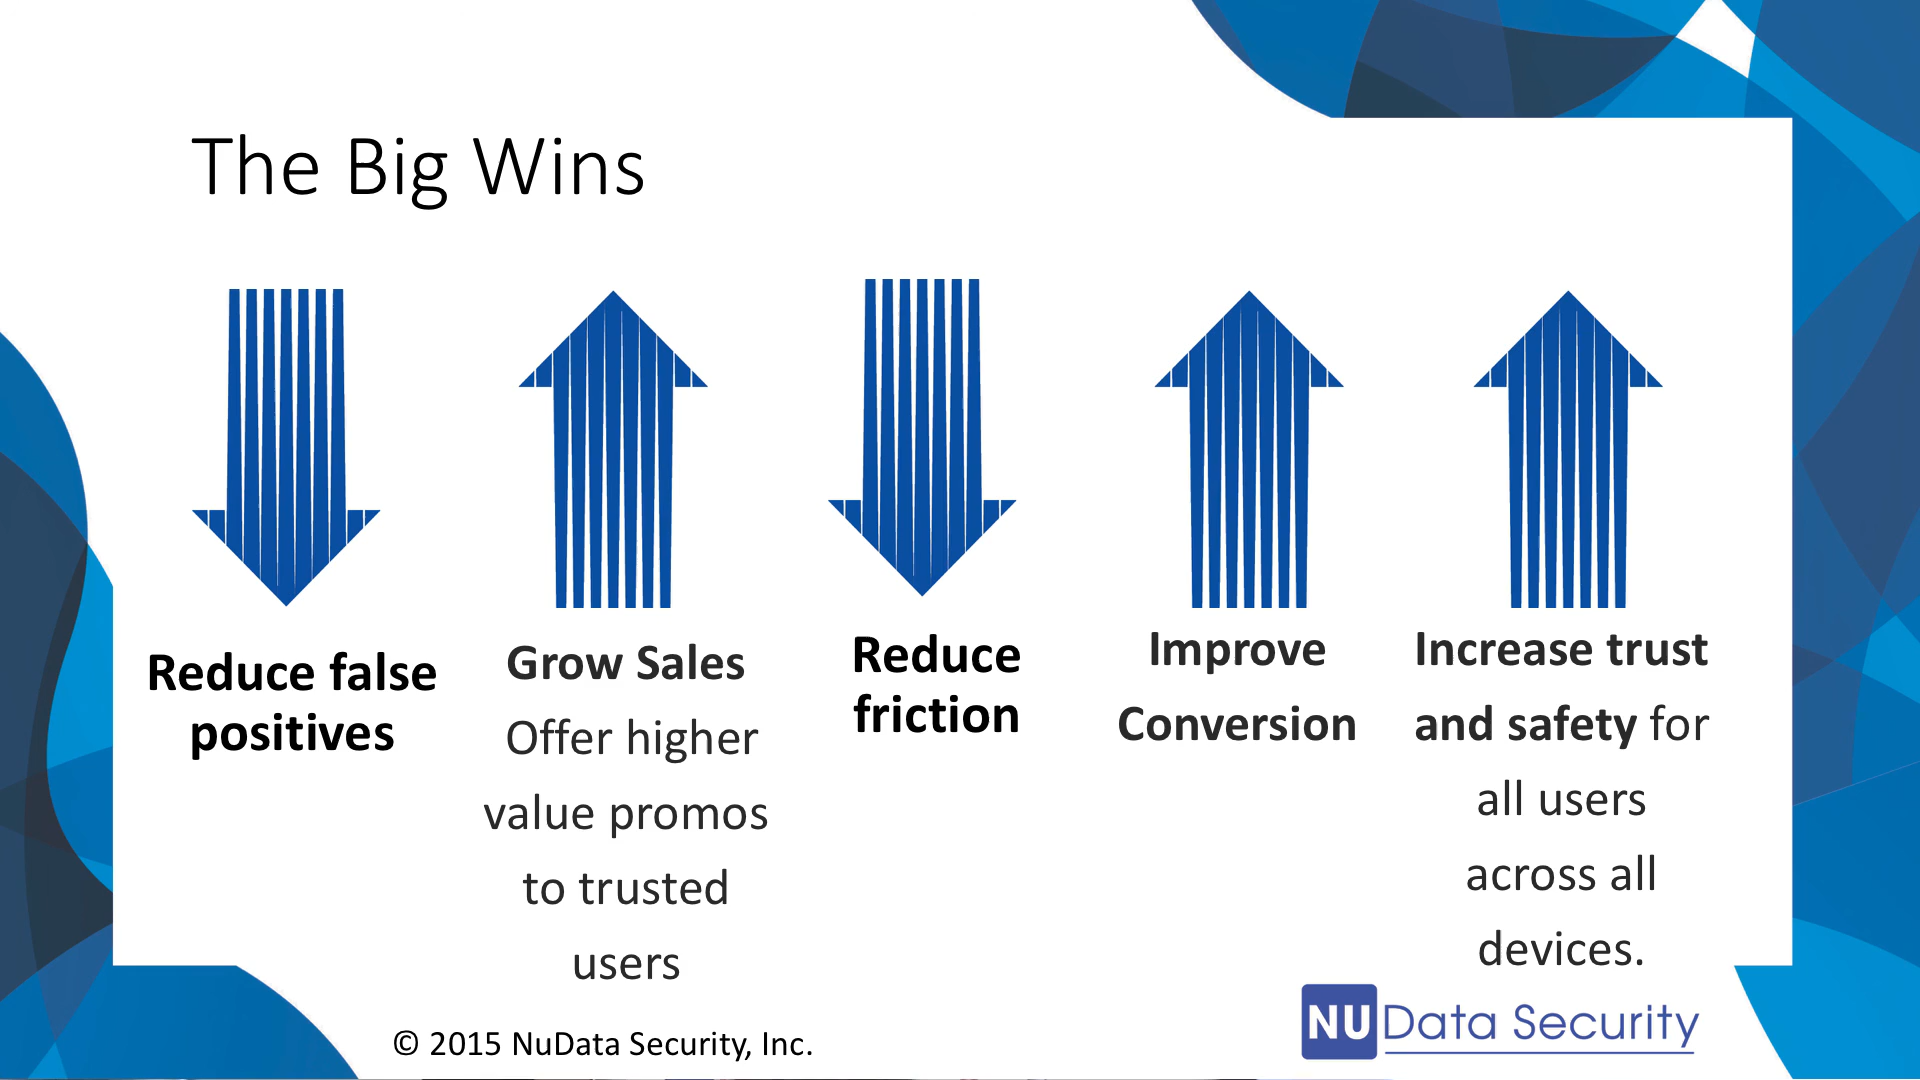 The Big Wins
Reduce false
positives
Grow Sales
Offer higher
value promos
to trusted
users
Reduce
friction
Improve
Conversion
Increase trust
and safety for
all users
across all
devices.
© 2015 NuData Security, Inc.
NU Data Security